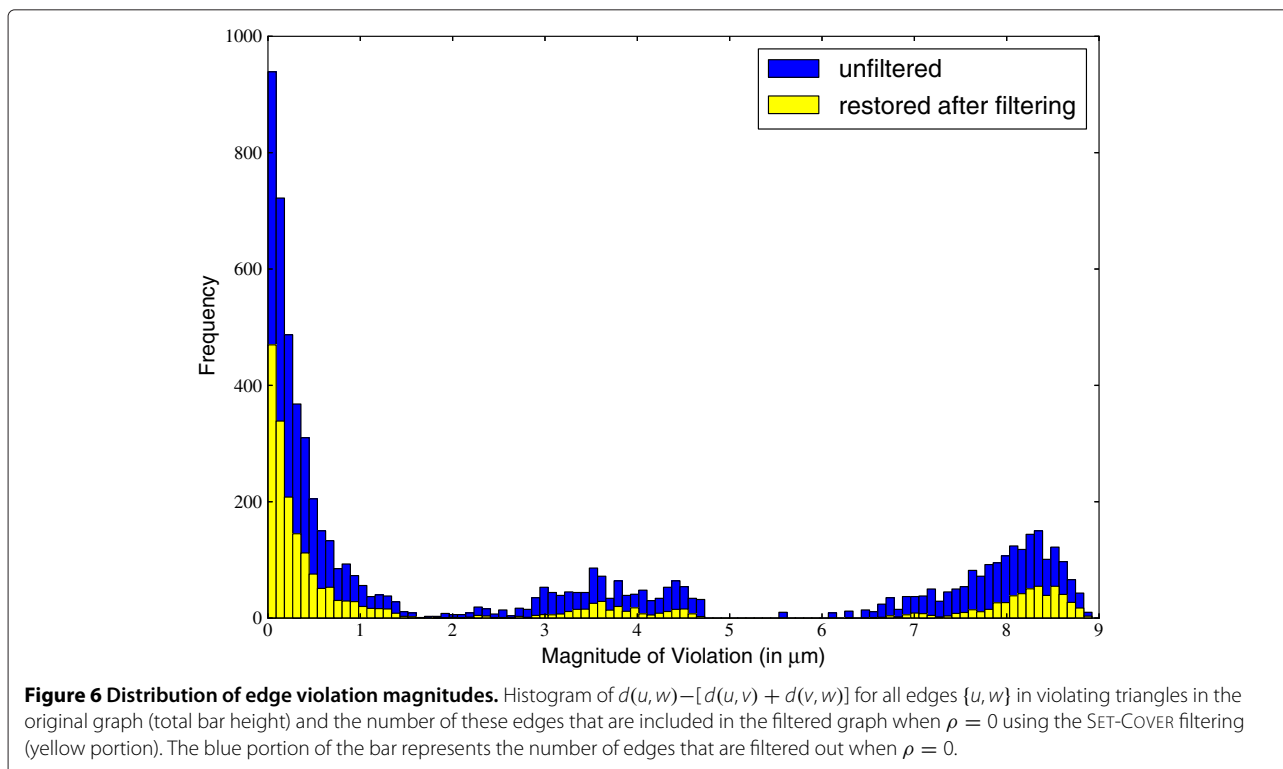 1000
800
600
400
200
0
Frequency
unfiltered
restored after filtering
0 1 2 3 4 5 6 7 8 9
Magnitude of Violation (in μm)
Figure 6 Distribution of edge violation magnitudes. Histogram of d(u, w)−[ d(u, v) + d(v, w)] for all edges {u, w} in violating triangles in the
original graph (total bar height) and the number of these edges that are included in the filtered graph when ρ = 0 using the SET-COVER filtering
(yellow portion). The blue portion of the bar represents the number of edges that are filtered out when ρ = 0.